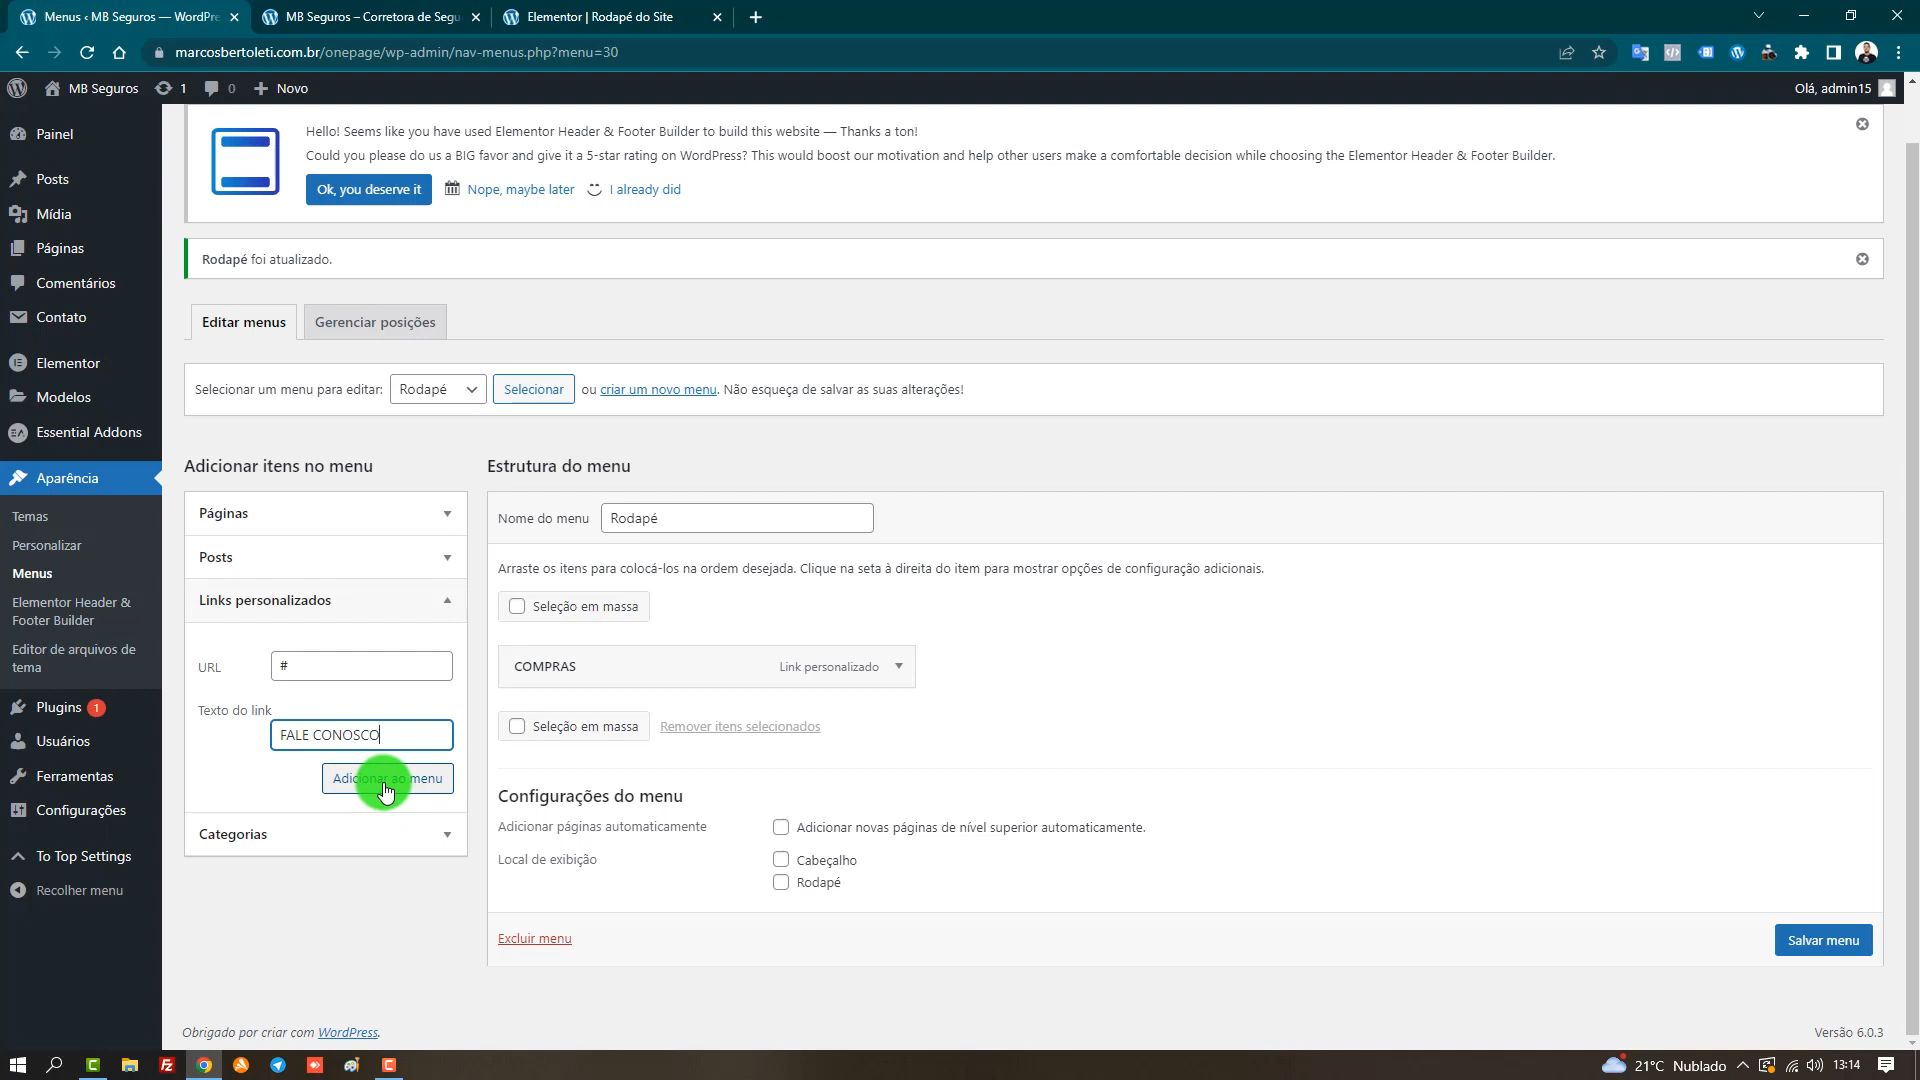 Menus ‹ MB Seguros — WordPre
MB Seguros – Corretora de Segu
Elementor | Rodapé do Site
marcosbertoleti.com.br/onepage/wp-admin/nav-menus.php?menu=30
MB Seguros
1
0
Novo
Olá, admin15
Painel
Posts
Mídia
Páginas
Comentários
Contato
Elementor
Modelos
Essential Addons
Aparência
Temas
Personalizar
Menus
Elementor Header &
Footer Builder
Editor de arquivos de
tema
Plugins 1
Usuários
Ferramentas
Configurações
To Top Settings
Recolher menu
Hello! Seems like you have used Elementor Header & Footer Builder to build this website — Thanks a ton!
Could you please do us a BIG favor and give it a 5-star rating on WordPress? This would boost our motivation and help other users make a comfortable decision while choosing the Elementor Header & Footer Builder.
Ok, you deserve it
Nope, maybe later
I already did
Rodapé foi atualizado.
Editar menus
Gerenciar posições
Selecionar um menu para editar: Rodapé Selecionar ou criar um novo menu. Não esqueça de salvar as suas alterações!
Adicionar itens no menu
Páginas
Posts
Links personalizados
URL
#
Texto do link
FALE CONOSCO
Adicionar ao menu
Categorias
Estrutura do menu
Nome do menu
Rodapé
Arraste os itens para colocá-los na ordem desejada. Clique na seta à direita do item para mostrar opções de configuração adicionais.
Seleção em massa
COMPRAS
Link personalizado
Seleção em massa
Remover itens selecionados
Configurações do menu
Adicionar páginas automaticamente
Adicionar novas páginas de nível superior automaticamente.
Local de exibição
Cabeçalho
Rodapé
Excluir menu
Salvar menu
Obrigado por criar com WordPress.
Versão 6.0.3
21°C Nublado
13:14